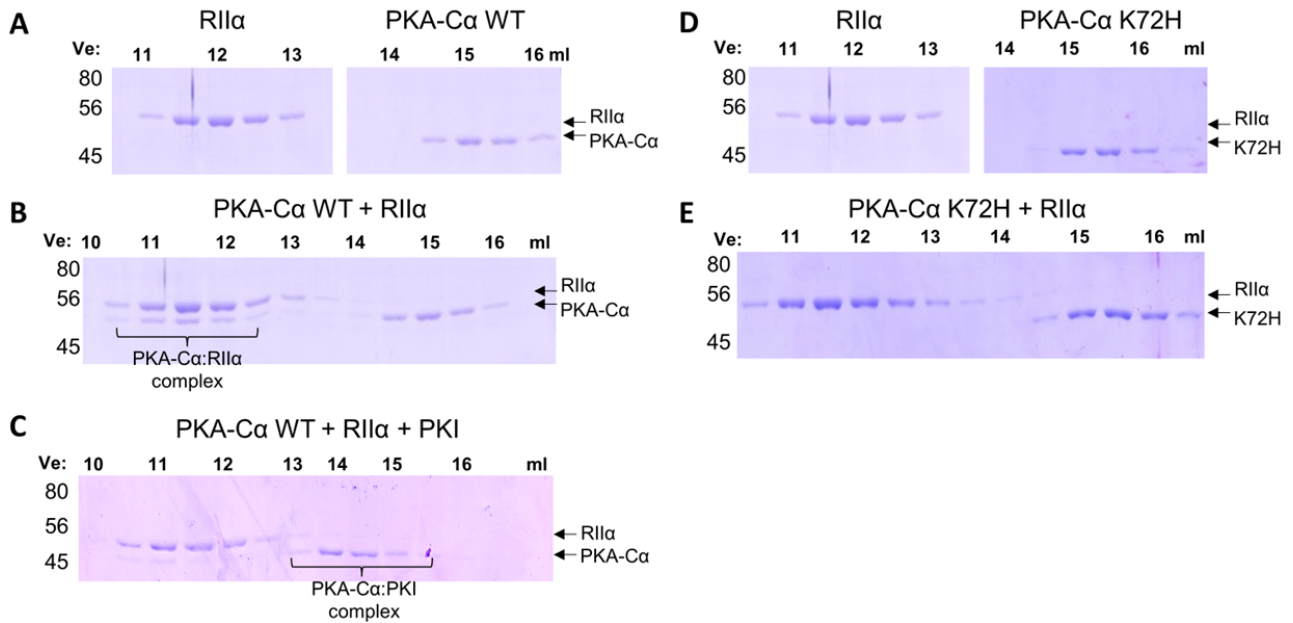 A
RIIα
PKA-Cα WT
Ve:
11
12
13
14
15
16 ml
80
56
45
RIIα
PKA-Cα
B
PKA-Cα WT + RIIα
Ve:
10
11
12
13
14
15
16
ml
80
56
45
RIIα
PKA-Cα
PKA-Cα:RIIα
complex
C
PKA-Cα WT + RIIα + PKI
Ve:
10
11
12
13
14
15
16
ml
80
56
45
RIIα
PKA-Cα
PKA-Cα:PKI
complex
D
RIIα
PKA-Cα K72H
Ve:
11
12
13
14
15
16
ml
80
56
45
RIIα
K72H
E
PKA-Cα K72H + RIIα
Ve:
11
12
13
14
15
16
ml
80
56
45
RIIα
K72H